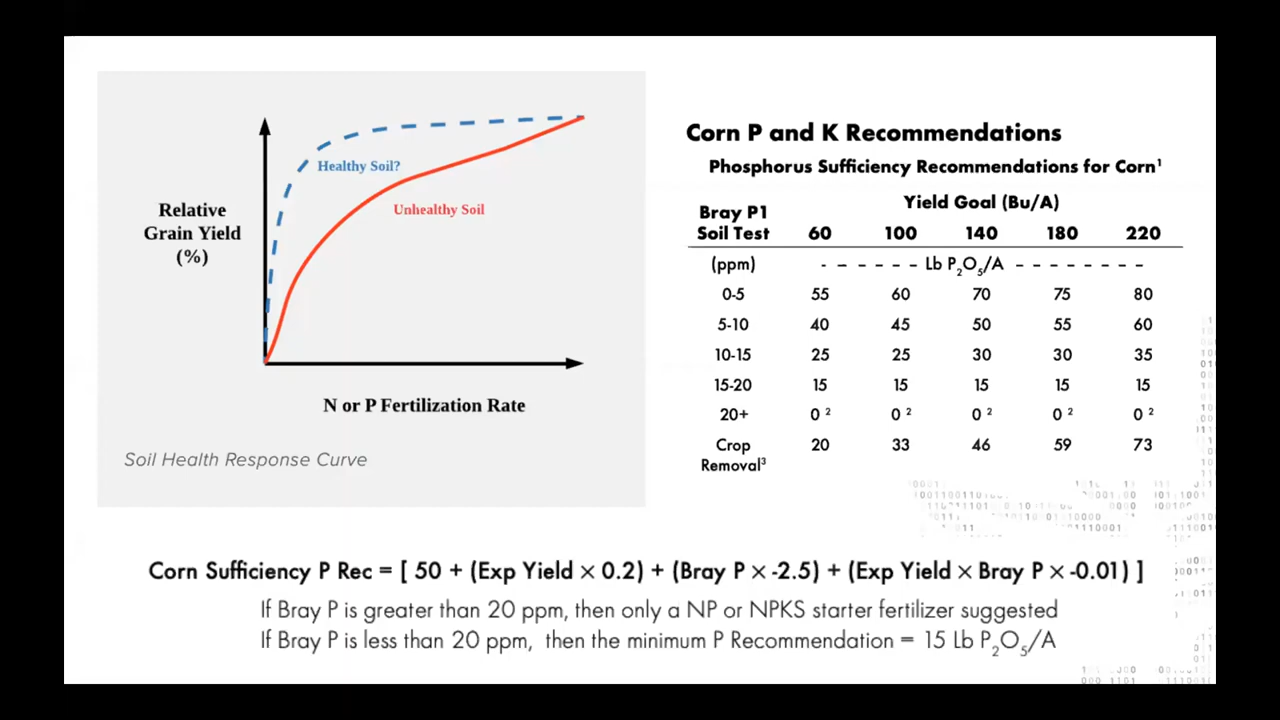 Relative
Grain Yield
(%)
Healthy Soil?
Unhealthy Soil
N or P Fertilization Rate
Soil Health Response Curve
Corn P and K Recommendations
Phosphorus Sufficiency Recommendations for Corn¹
Yield Goal (Bu/A)
Bray P1
Soil Test 60 100 140 180 220
(ppm) - - - - - - Lb P₂O₅/A - - - - - - - -
0-5 55 60 70 75 80
5-10 40 45 50 55 60
10-15 25 25 30 30 35
15-20 15 15 15 15 15
20+ 0 ² 0 ² 0 ² 0 ² 0 ²
Crop 20 33 46 59 73
Removal³
Corn Sufficiency P Rec = [ 50 + (Exp Yield × 0.2) + (Bray P × -2.5) + (Exp Yield × Bray P × -0.01) ]
If Bray P is greater than 20 ppm, then only a NP or NPKS starter fertilizer suggested
If Bray P is less than 20 ppm, then the minimum P Recommendation = 15 Lb P₂O₅/A